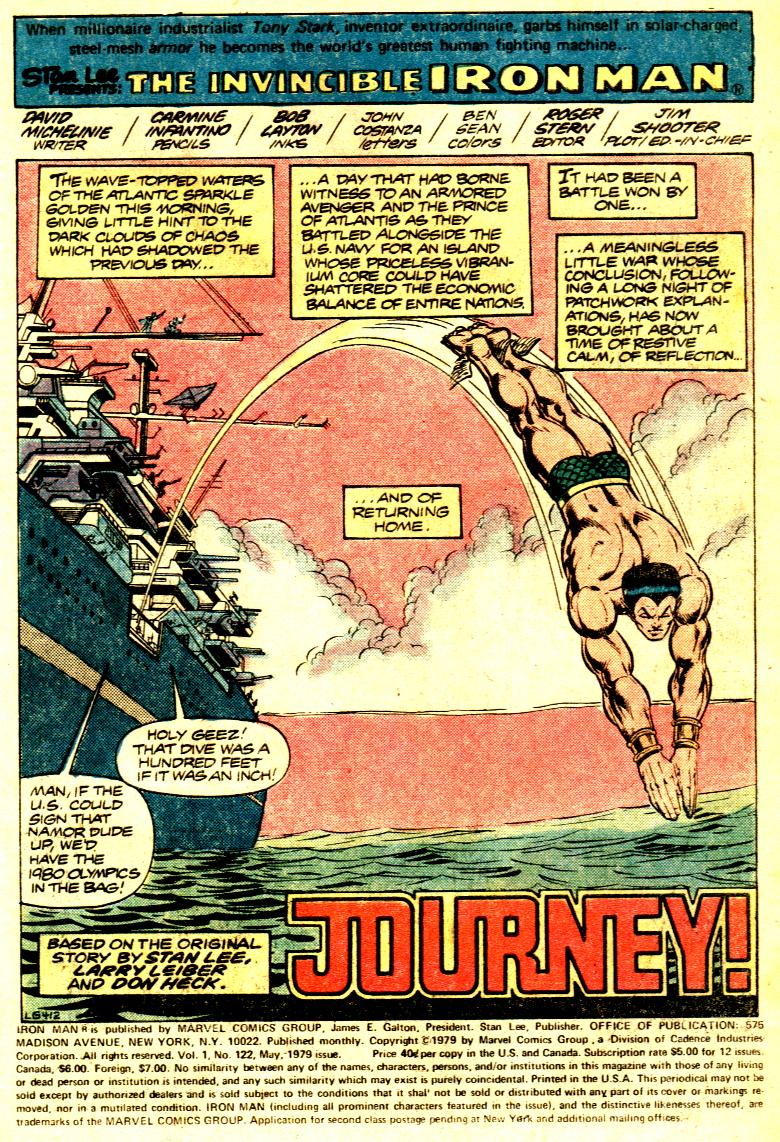 When millionaire industrialist Tony Stark, inventor extraordinaire, garbs himself in solar-charged,
steel-mesh armor he becomes the world's greatest human fighting machine...
STAN LEE
PRESENTS:
THE INVINCIBLE IRON MAN®
DAVID
MICHELINIE
WRITER
/ CARMINE
INFANTINO
PENCILS
/ BOB
LAYTON
INKS
/ JOHN
COSTANZA
letters
/ BEN
SEAN
colors
/ ROGER
STERN
EDITOR
/ JIM
SHOOTER
PLOT/ED.-IN-CHIEF
THE WAVE-TOPPED WATERS
OF THE ATLANTIC SPARKLE
GOLDEN THIS MORNING,
GIVING LITTLE HINT TO THE
DARK CLOUDS OF CHAOS
WHICH HAD SHADOWED THE
PREVIOUS DAY...
...A DAY THAT HAD BORNE
WITNESS TO AN ARMORED
AVENGER AND THE PRINCE
OF ATLANTIS AS THEY
BATTLED ALONGSIDE THE
U.S. NAVY FOR AN ISLAND
WHOSE PRICELESS VIBRAN-
IUM CORE COULD HAVE
SHATTERED THE ECONOMIC
BALANCE OF ENTIRE NATIONS.
IT HAD BEEN A
BATTLE WON BY
ONE...
...A MEANINGLESS
LITTLE WAR WHOSE
CONCLUSION, FOLLOW-
ING A LONG NIGHT OF
PATCHWORK EXPLAN-
ATIONS, HAS NOW
BROUGHT ABOUT A
TIME OF RESTIVE
CALM, OF REFLECTION...
...AND OF
RETURNING
HOME.
HOLY GEEZ!
THAT DIVE WAS A
HUNDRED FEET
IF IT WAS AN INCH!
MAN, IF THE
U.S. COULD
SIGN THAT
NAMOR DUDE
UP, WE'D
HAVE THE
1980 OLYMPICS
IN THE BAG!
JOURNEY!
BASED ON THE ORIGINAL
STORY BY STAN LEE,
LARRY LEIBER
AND DON HECK.
LG412
IRON MAN® is published by MARVEL COMICS GROUP, James E. Galton, President. Stan Lee, Publisher. OFFICE OF PUBLICATION: 575
MADISON AVENUE, NEW YORK, N.Y. 10022. Published monthly. Copyright ©1979 by Marvel Comics Group, a Division of Cadence Industries
Corporation. All rights reserved. Vol. 1, No. 122, May, 1979 issue. Price 40¢ per copy in the U.S. and Canada. Subscription rate $5.00 for 12 issues.
Canada, $6.00. Foreign, $7.00. No similarity between any of the names, characters, persons, and/or institutions in this magazine with those of any living
or dead person or institution is intended, and any such similarity which may exist is purely coincidental. Printed in the U.S.A. This periodical may not be
sold except by authorized dealers and is sold subject to the conditions that it shal' not be sold or distributed with any part of its cover or markings re-
moved, nor in a mutilated condition. IRON MAN (including all prominent characters featured in the issue), and the distinctive likenesses thereof, are
trademarks of the MARVEL COMICS GROUP. Application for second class postage pending at New York and additional mailing offices.